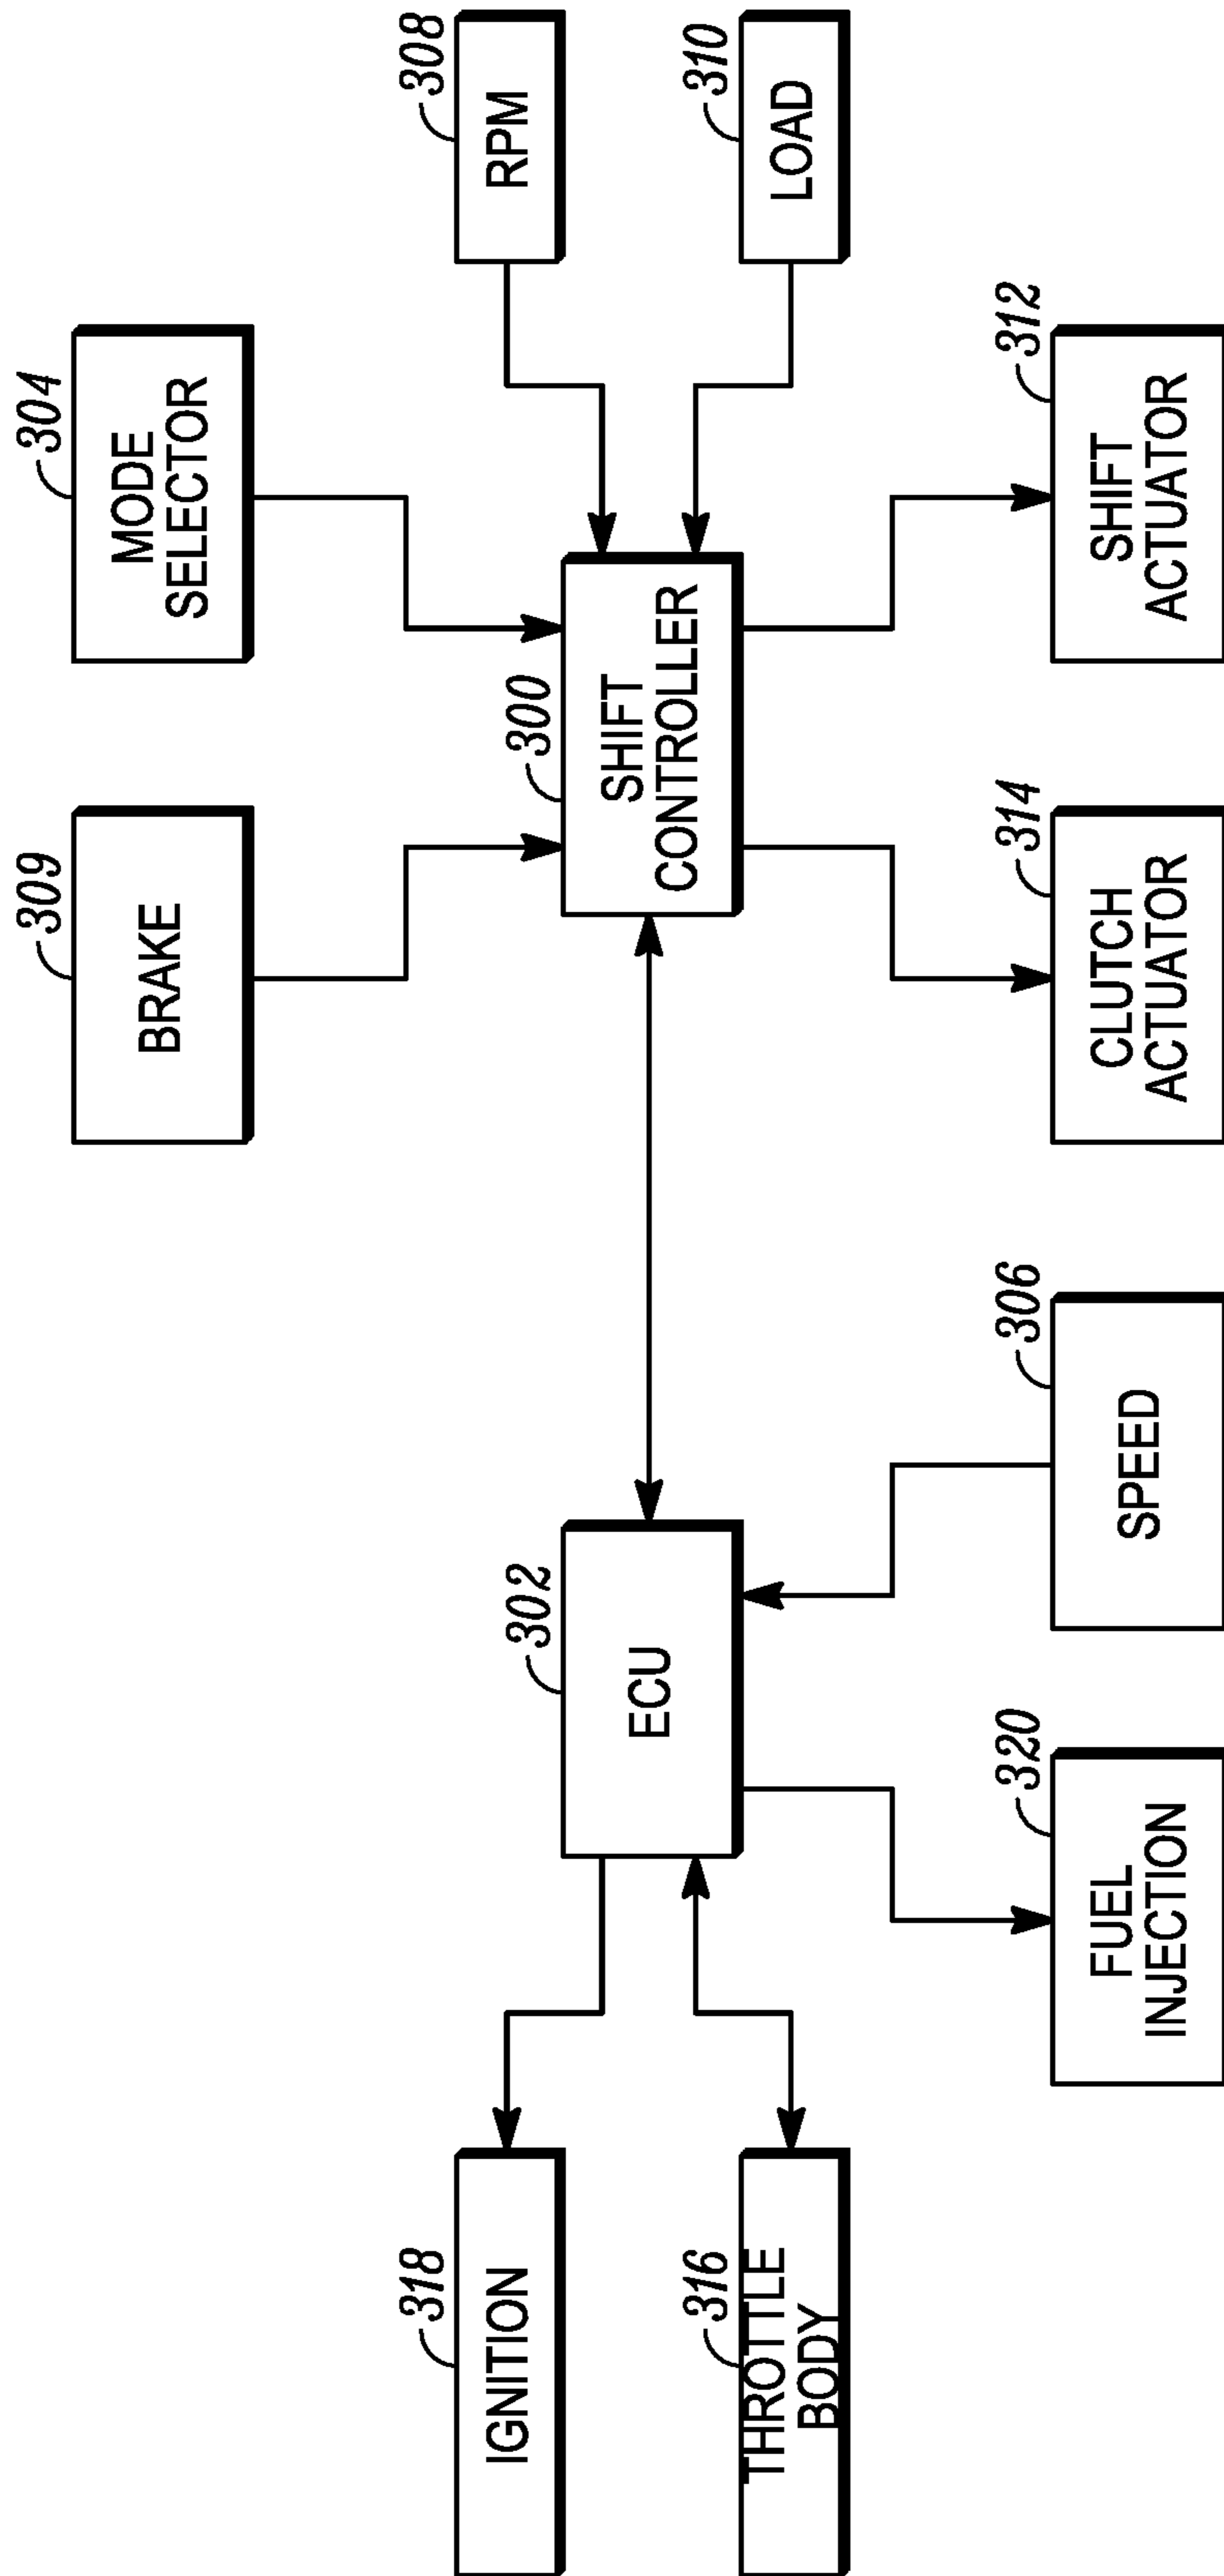 309
BRAKE
304
MODE
SELECTOR
318
IGNITION
302
ECU
300
SHIFT
CONTROLLER
308
RPM
316
THROTTLE
BODY
310
LOAD
320
FUEL
INJECTION
306
SPEED
314
CLUTCH
ACTUATOR
312
SHIFT
ACTUATOR